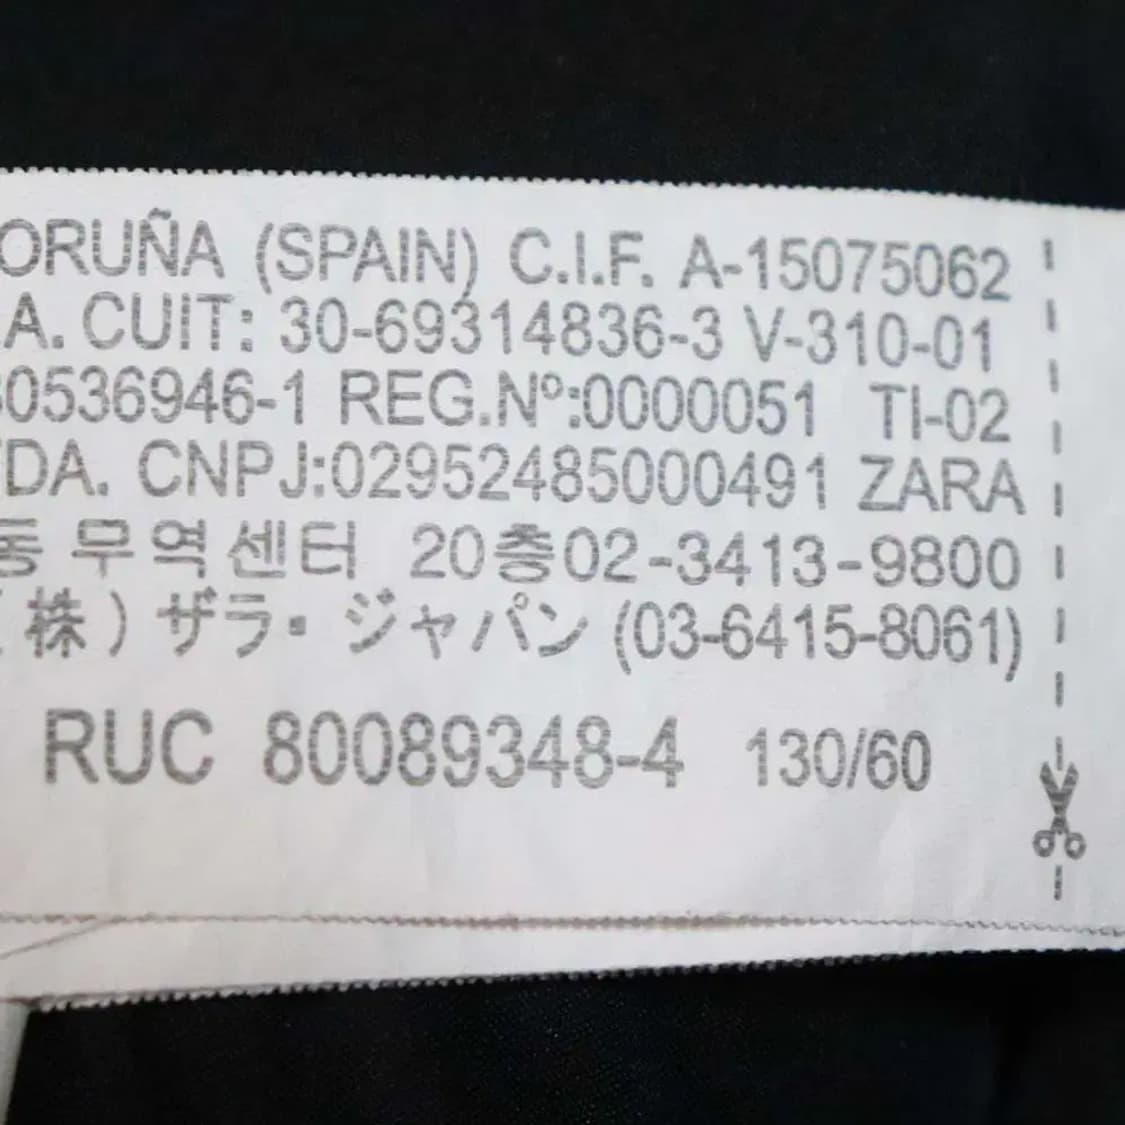 ORUÑA (SPAIN) C.I.F. A-15075062
A. CUIT: 30-69314836-3 V-310-01
30536946-1 REG.Nº:0000051 TI-02
DA. CNPJ:02952485000491 ZARA
동 무역센터 20층02-3413-9800
株) ザラ・ジャパン (03-6415-8061)
RUC 80089348-4 130/60